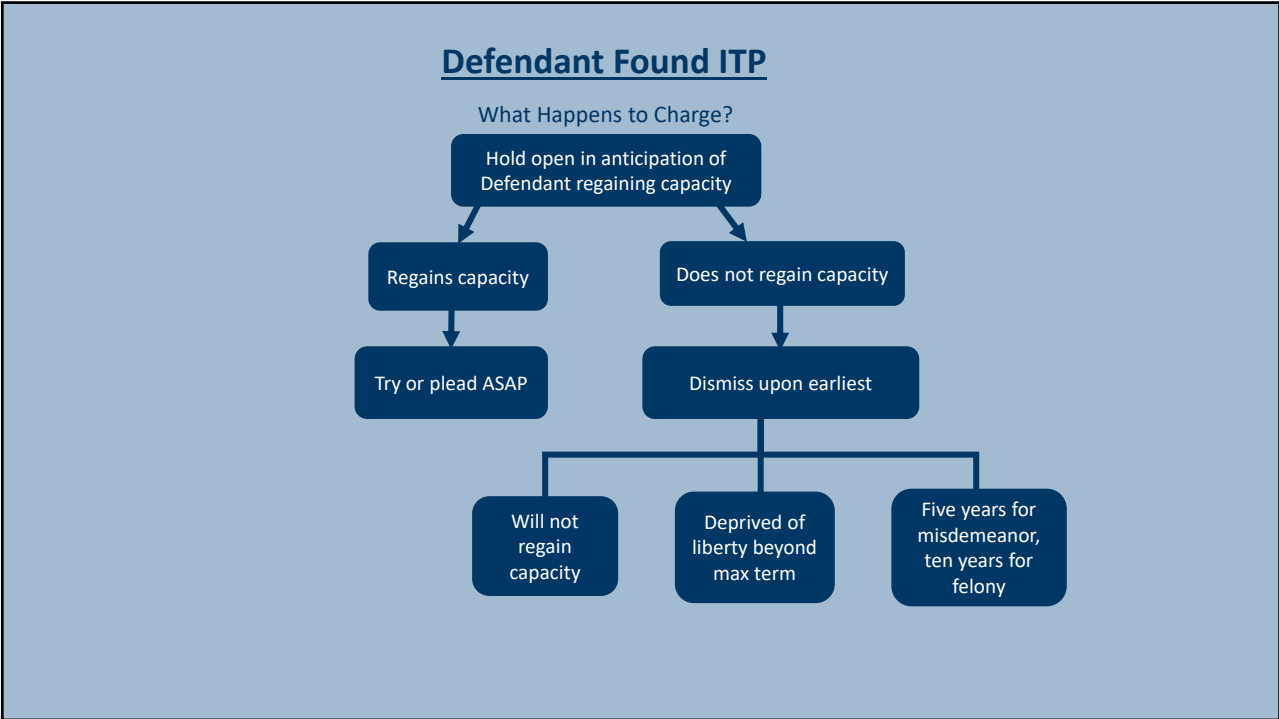 Defendant Found ITP
What Happens to Charge?
Hold open in anticipation of
Defendant regaining capacity
Regains capacity
Does not regain capacity
Try or plead ASAP
Dismiss upon earliest
Will not
regain
capacity
Deprived of
liberty beyond
max term
Five years for
misdemeanor,
ten years for
felony